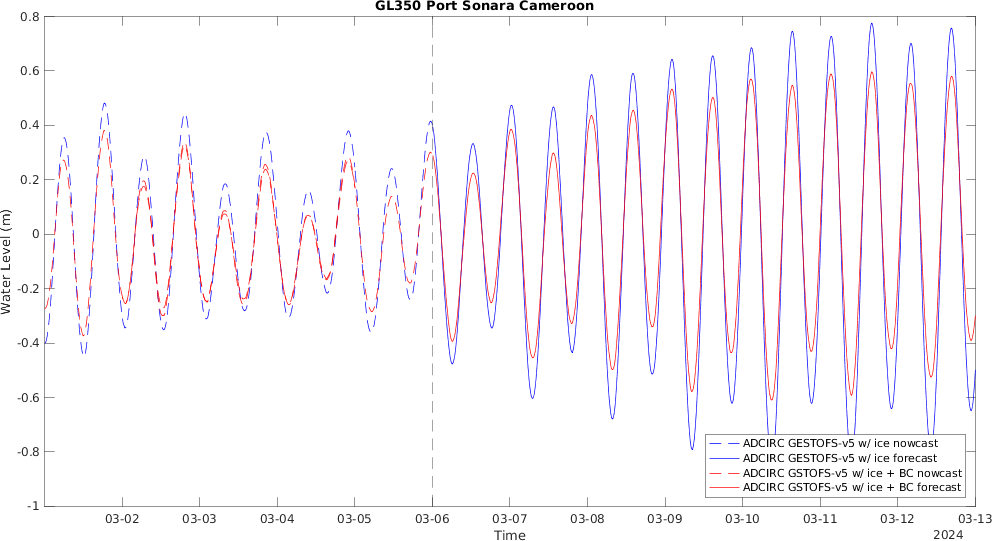 GL350 Port Sonara Cameroon
0.8
0.6
0.4
0.2
0
-0.2
-0.4
-0.6
-0.8
-1
Water Level (m)
ADCIRC GESTOFS-v5 w/ ice nowcast
ADCIRC GESTOFS-v5 w/ ice forecast
ADCIRC GSTOFS-v5 w/ ice + BC nowcast
ADCIRC GSTOFS-v5 w/ ice + BC forecast
03-02 03-03 03-04 03-05 03-06 03-07 03-08 03-09 03-10 03-11 03-12 03-13
Time
2024